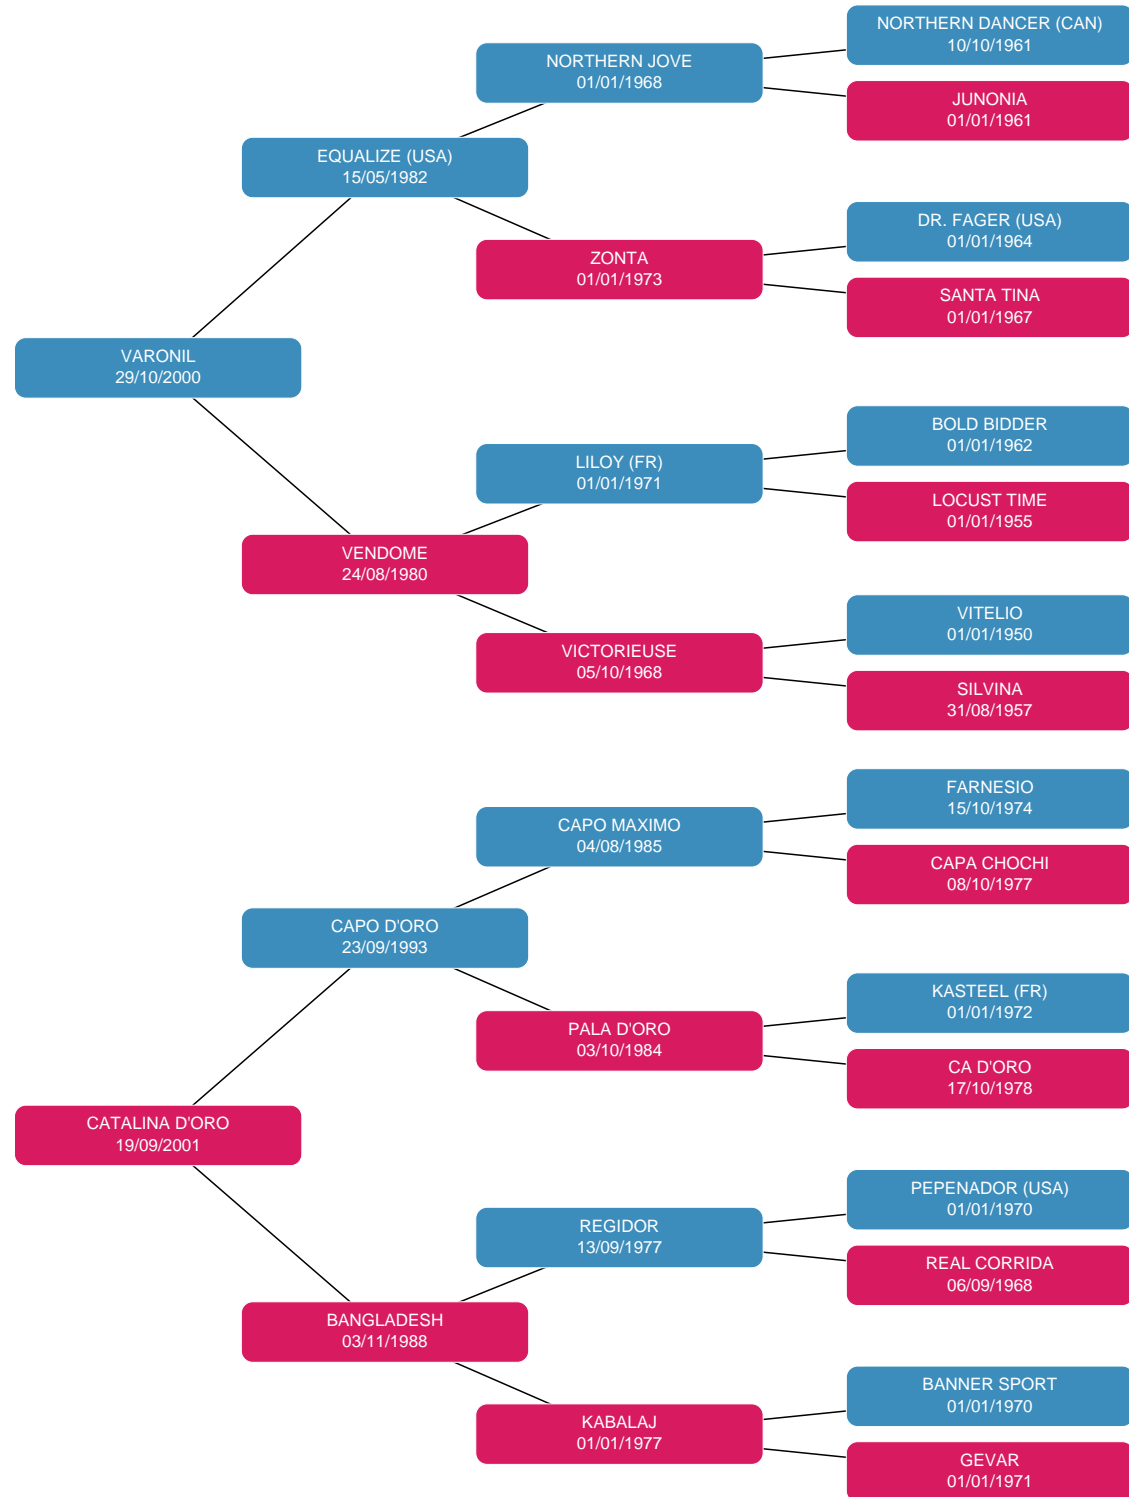 NORTHERN DANCER (CAN)
10/10/1961
NORTHERN JOVE
01/01/1968
JUNONIA
01/01/1961
EQUALIZE (USA)
15/05/1982
DR. FAGER (USA)
01/01/1964
ZONTA
01/01/1973
SANTA TINA
01/01/1967
VARONIL
29/10/2000
BOLD BIDDER
01/01/1962
LILOY (FR)
01/01/1971
LOCUST TIME
01/01/1955
VENDOME
24/08/1980
VITELIO
01/01/1950
VICTORIEUSE
05/10/1968
SILVINA
31/08/1957
FARNESIO
15/10/1974
CAPO MAXIMO
04/08/1985
CAPA CHOCHI
08/10/1977
CAPO D'ORO
23/09/1993
KASTEEL (FR)
01/01/1972
PALA D'ORO
03/10/1984
CA D'ORO
17/10/1978
CATALINA D'ORO
19/09/2001
PEPENADOR (USA)
01/01/1970
REGIDOR
13/09/1977
REAL CORRIDA
06/09/1968
BANGLADESH
03/11/1988
BANNER SPORT
01/01/1970
KABALAJ
01/01/1977
GEVAR
01/01/1971